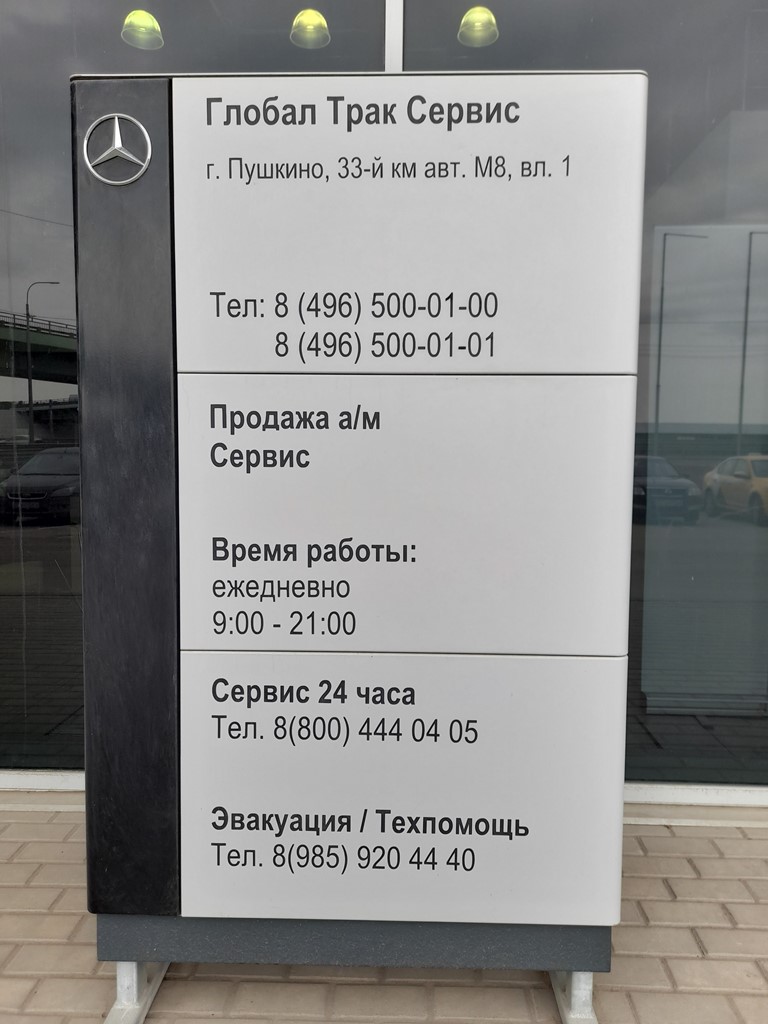 Глобал Трак Сервис
г. Пушкино, 33-й км авт. М8, вл. 1
Тел: 8 (496) 500-01-00
8 (496) 500-01-01
Продажа а/м
Сервис
Время работы:
ежедневно
9:00 - 21:00
Сервис 24 часа
Тел. 8(800) 444 04 05
Эвакуация / Техпомощь
Тел. 8(985) 920 44 40